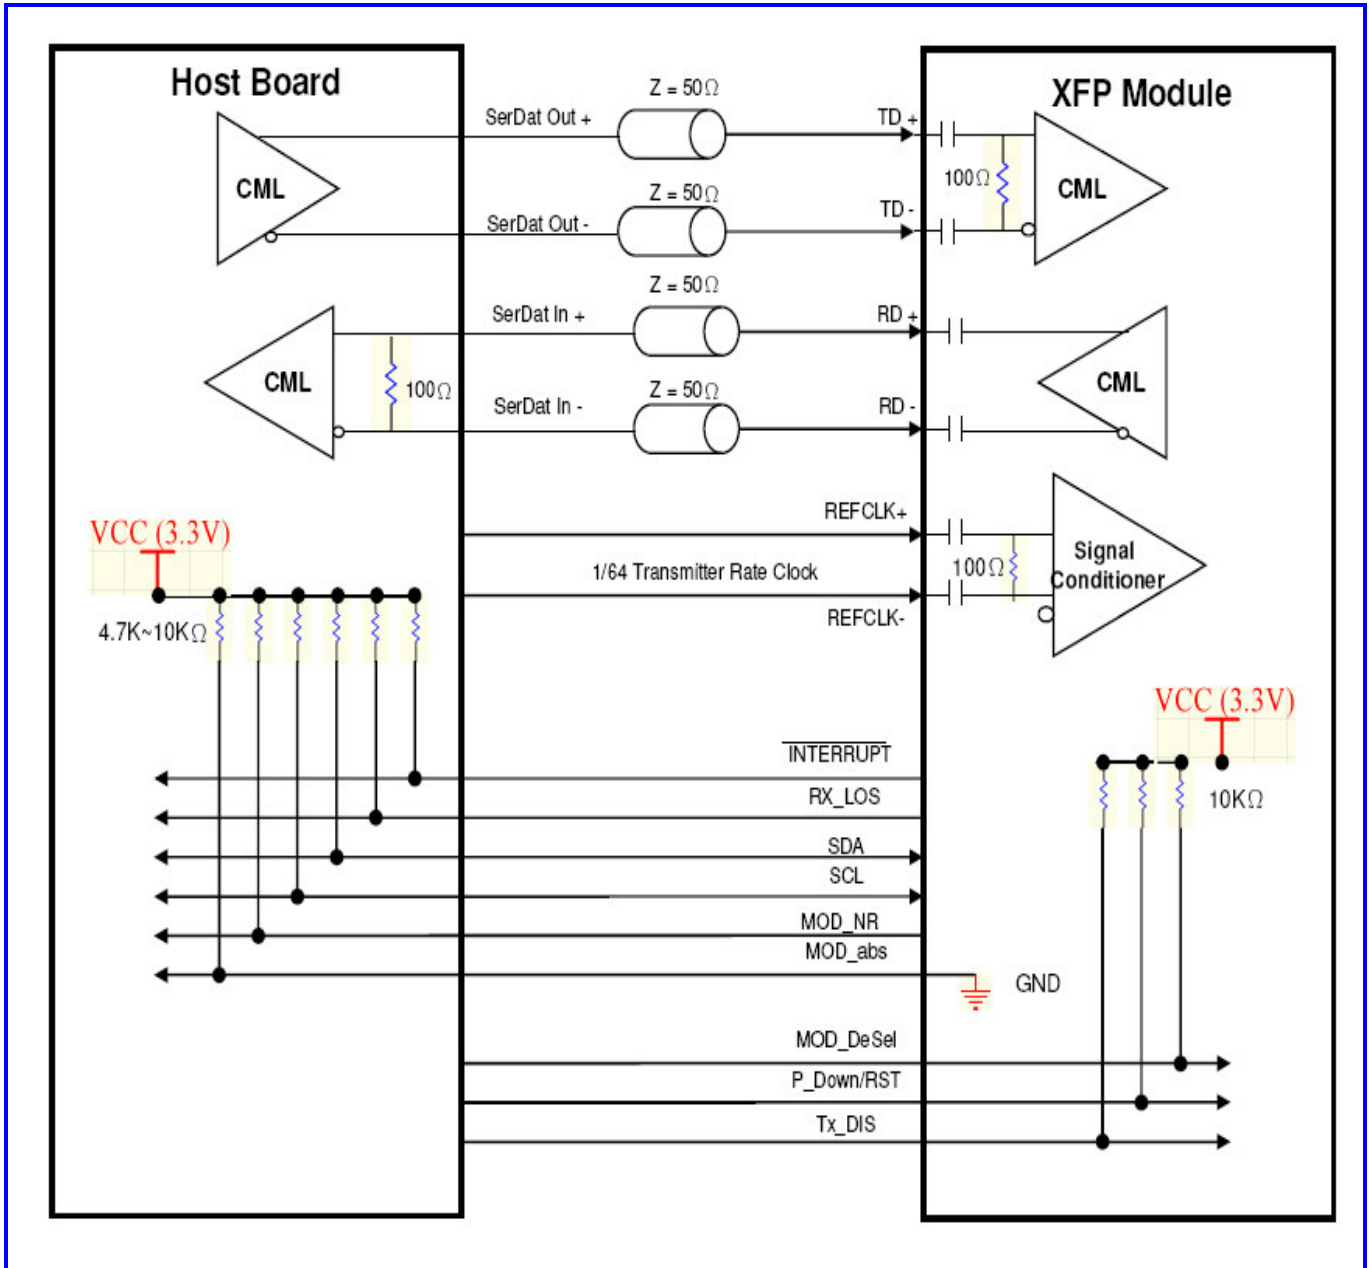 Host Board
XFP Module
Z = 50Ω
SerDat Out +
TD +
CML
100Ω
CML
Z = 50Ω
SerDat Out -
TD -
Z = 50Ω
SerDat In +
RD +
CML
100Ω
CML
Z = 50Ω
SerDat In -
RD -
REFCLK+
VCC (3.3V)
1/64 Transmitter Rate Clock
100Ω
Signal
Conditioner
REFCLK-
4.7K~10KΩ
VCC (3.3V)
INTERRUPT
10KΩ
RX_LOS
SDA
SCL
MOD_NR
MOD_abs
GND
MOD_DeSel
P_Down/RST
Tx_DIS